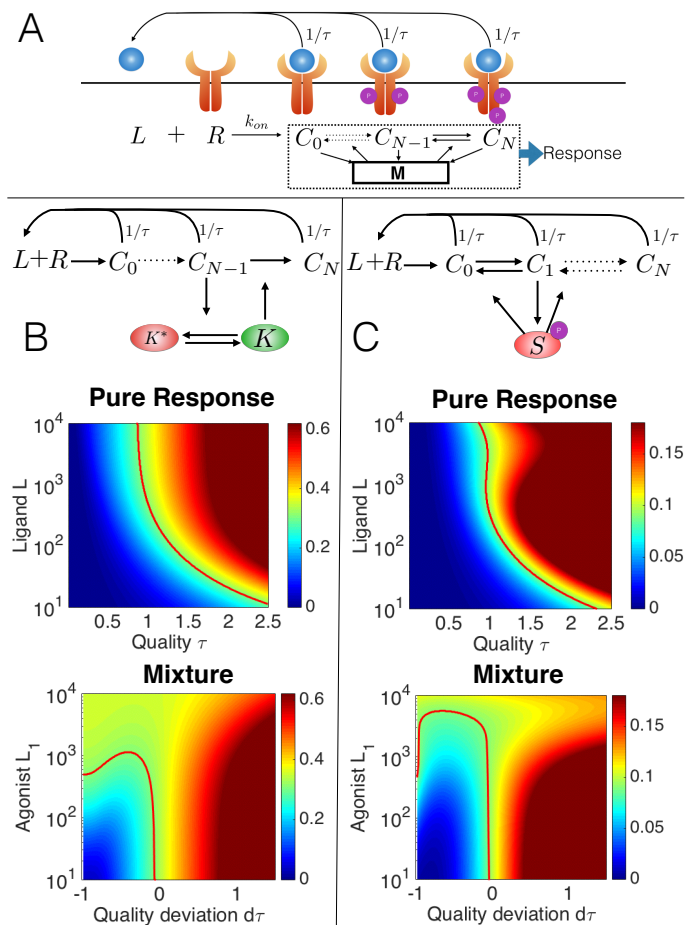 A
1/τ 1/τ 1/τ
P P P P P
L + R k_on C_0 C_{N-1} C_N
Response
M
1/τ 1/τ 1/τ
L+R C_0 C_{N-1} C_N
K* K
B
1/τ 1/τ 1/τ
L+R C_0 C_1 C_N
P
S
C
Pure Response
Ligand L
10^4
10^3
10^2
10^1
0.5 1 1.5 2 2.5
Quality τ
0.6
0.4
0.2
0
Pure Response
Ligand L
10^4
10^3
10^2
10^1
0.5 1 1.5 2 2.5
Quality τ
0.15
0.1
0.05
0
Mixture
Agonist L_1
10^4
10^3
10^2
10^1
-1 0 1
Quality deviation dτ
0.6
0.4
0.2
0
Mixture
Agonist L_1
10^4
10^3
10^2
10^1
-1 0 1
Quality deviation dτ
0.15
0.1
0.05
0